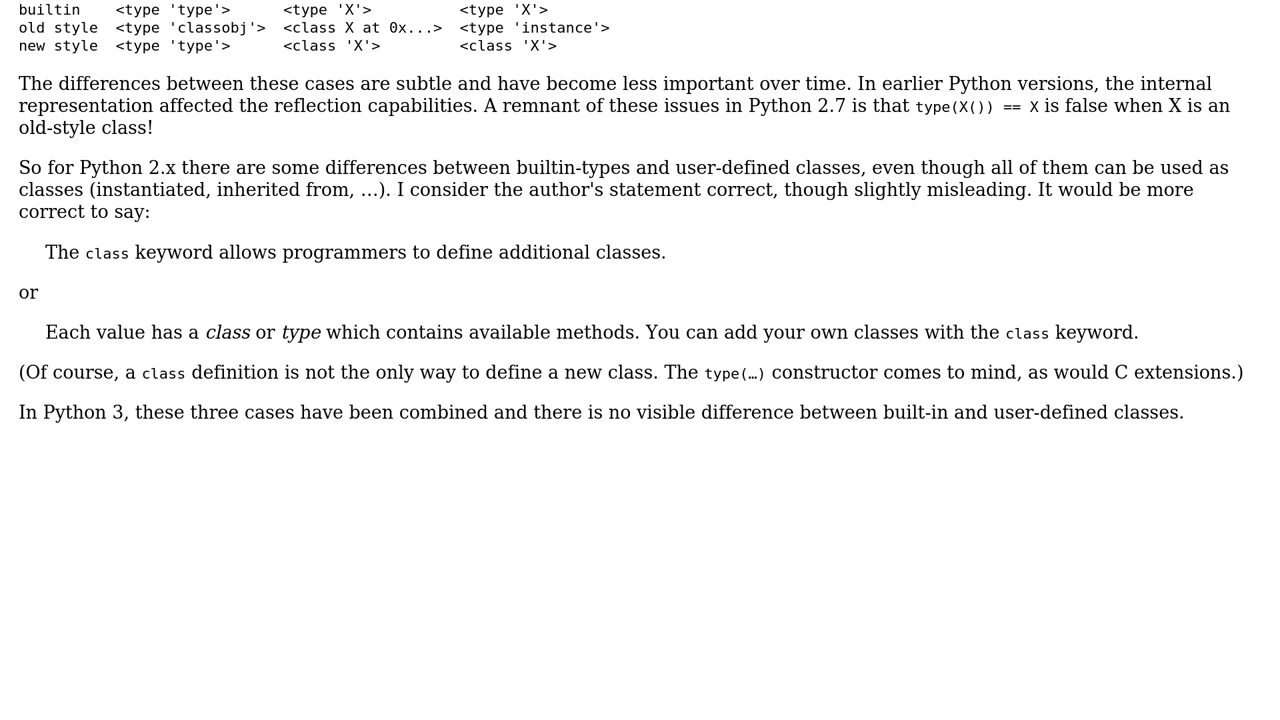 builtin    <type 'type'>      <type 'X'>          <type 'X'>
old style  <type 'classobj'>  <class X at 0x...>  <type 'instance'>
new style  <type 'type'>      <class 'X'>         <class 'X'>
The differences between these cases are subtle and have become less important over time. In earlier Python versions, the internal
representation affected the reflection capabilities. A remnant of these issues in Python 2.7 is that type(X()) == X is false when X is an
old-style class!
So for Python 2.x there are some differences between builtin-types and user-defined classes, even though all of them can be used as
classes (instantiated, inherited from, …). I consider the author's statement correct, though slightly misleading. It would be more
correct to say:
The class keyword allows programmers to define additional classes.
or
Each value has a class or type which contains available methods. You can add your own classes with the class keyword.
(Of course, a class definition is not the only way to define a new class. The type(…) constructor comes to mind, as would C extensions.)
In Python 3, these three cases have been combined and there is no visible difference between built-in and user-defined classes.